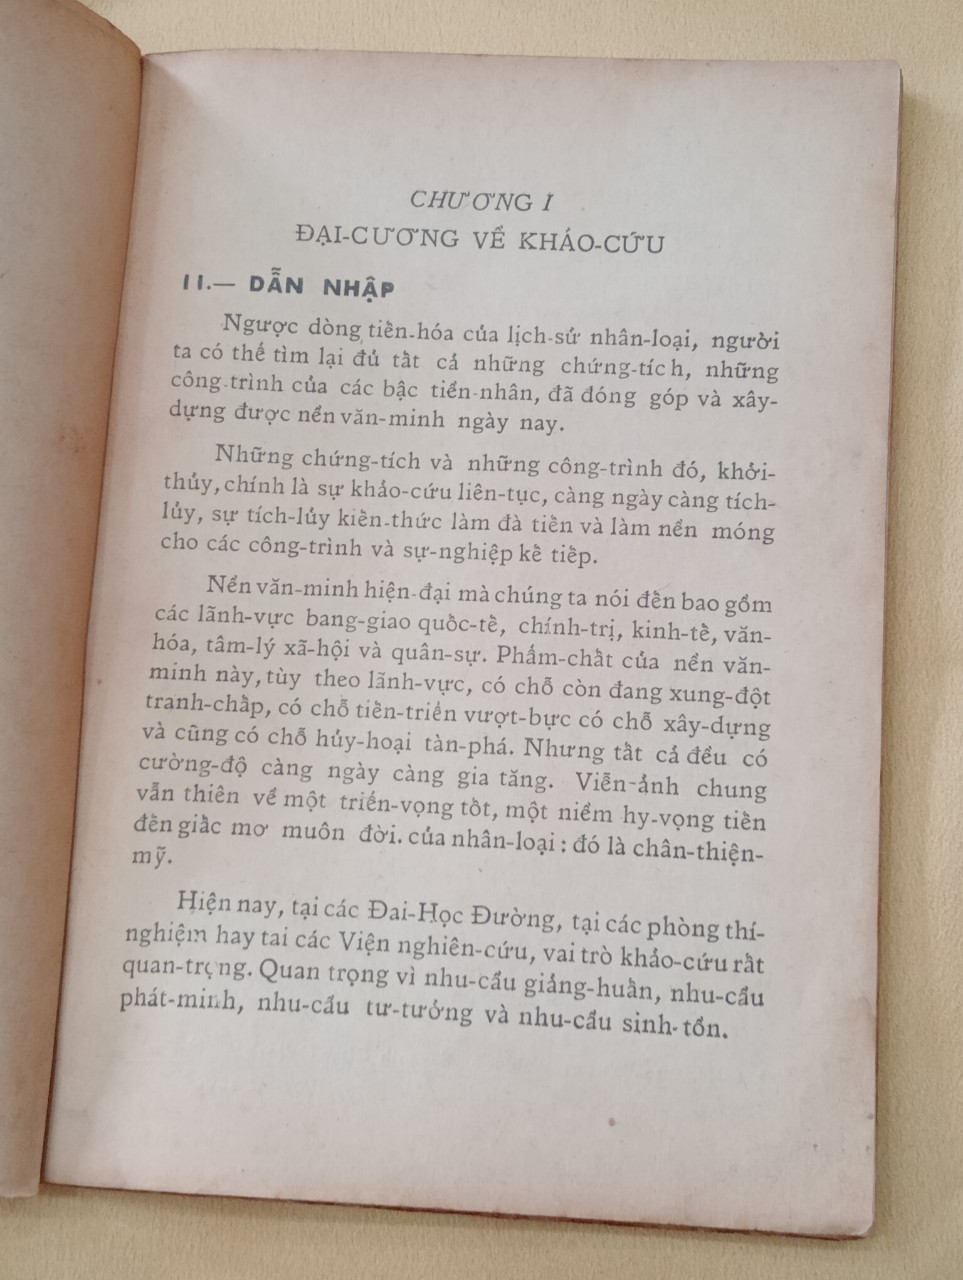 CHƯƠNG I
ĐẠI-CƯƠNG VỀ KHẢO-CỨU
11.— DẪN NHẬP
Ngược dòng tiến-hóa của lịch-sử nhân-loại, người
ta có thể tìm lại đủ tất cả những chứng-tích, những
công-trình của các bậc tiền-nhân, đã đóng góp và xây-
dựng được nền văn-minh ngày nay.
Những chứng-tích và những công-trình đó, khởi-
thủy, chính là sự khảo-cứu liên-tục, càng ngày càng tích-
lủy, sự tích-lủy kiến-thức làm đà tiến và làm nền móng
cho các công-trình và sự-nghiệp kế tiếp.
Nền văn-minh hiện-đại mà chúng ta nói đến bao gồm
các lãnh-vực bang-giao quốc-tế, chính-trị, kinh-tế, văn-
hóa, tâm-lý xã-hội và quân-sự. Phẩm-chất của nền văn-
minh này, tùy theo lãnh-vực, có chỗ còn đang xung-đột
tranh-chấp, có chỗ tiến-triển vượt-bực có chỗ xây-dựng
và cũng có chỗ hủy-hoại tàn-phá. Nhưng tất cả đều có
cường-độ càng ngày càng gia tăng. Viễn-ảnh chung
vẫn thiên về một triển-vọng tốt, một niềm hy-vọng tiến
đến giấc mơ muôn đời. của nhân-loại : đó là chân-thiện-
mỹ.
Hiện nay, tại các Đai-Học Đường, tại các phòng thí-
nghiệm hay tai các Viện nghiên-cứu, vai trò khảo-cứu rất
quan-trọng. Quan trọng vì nhu-cầu giảng-huấn, nhu-cầu
phát-minh, nhu-cầu tư-tưởng và nhu-cầu sinh-tồn.